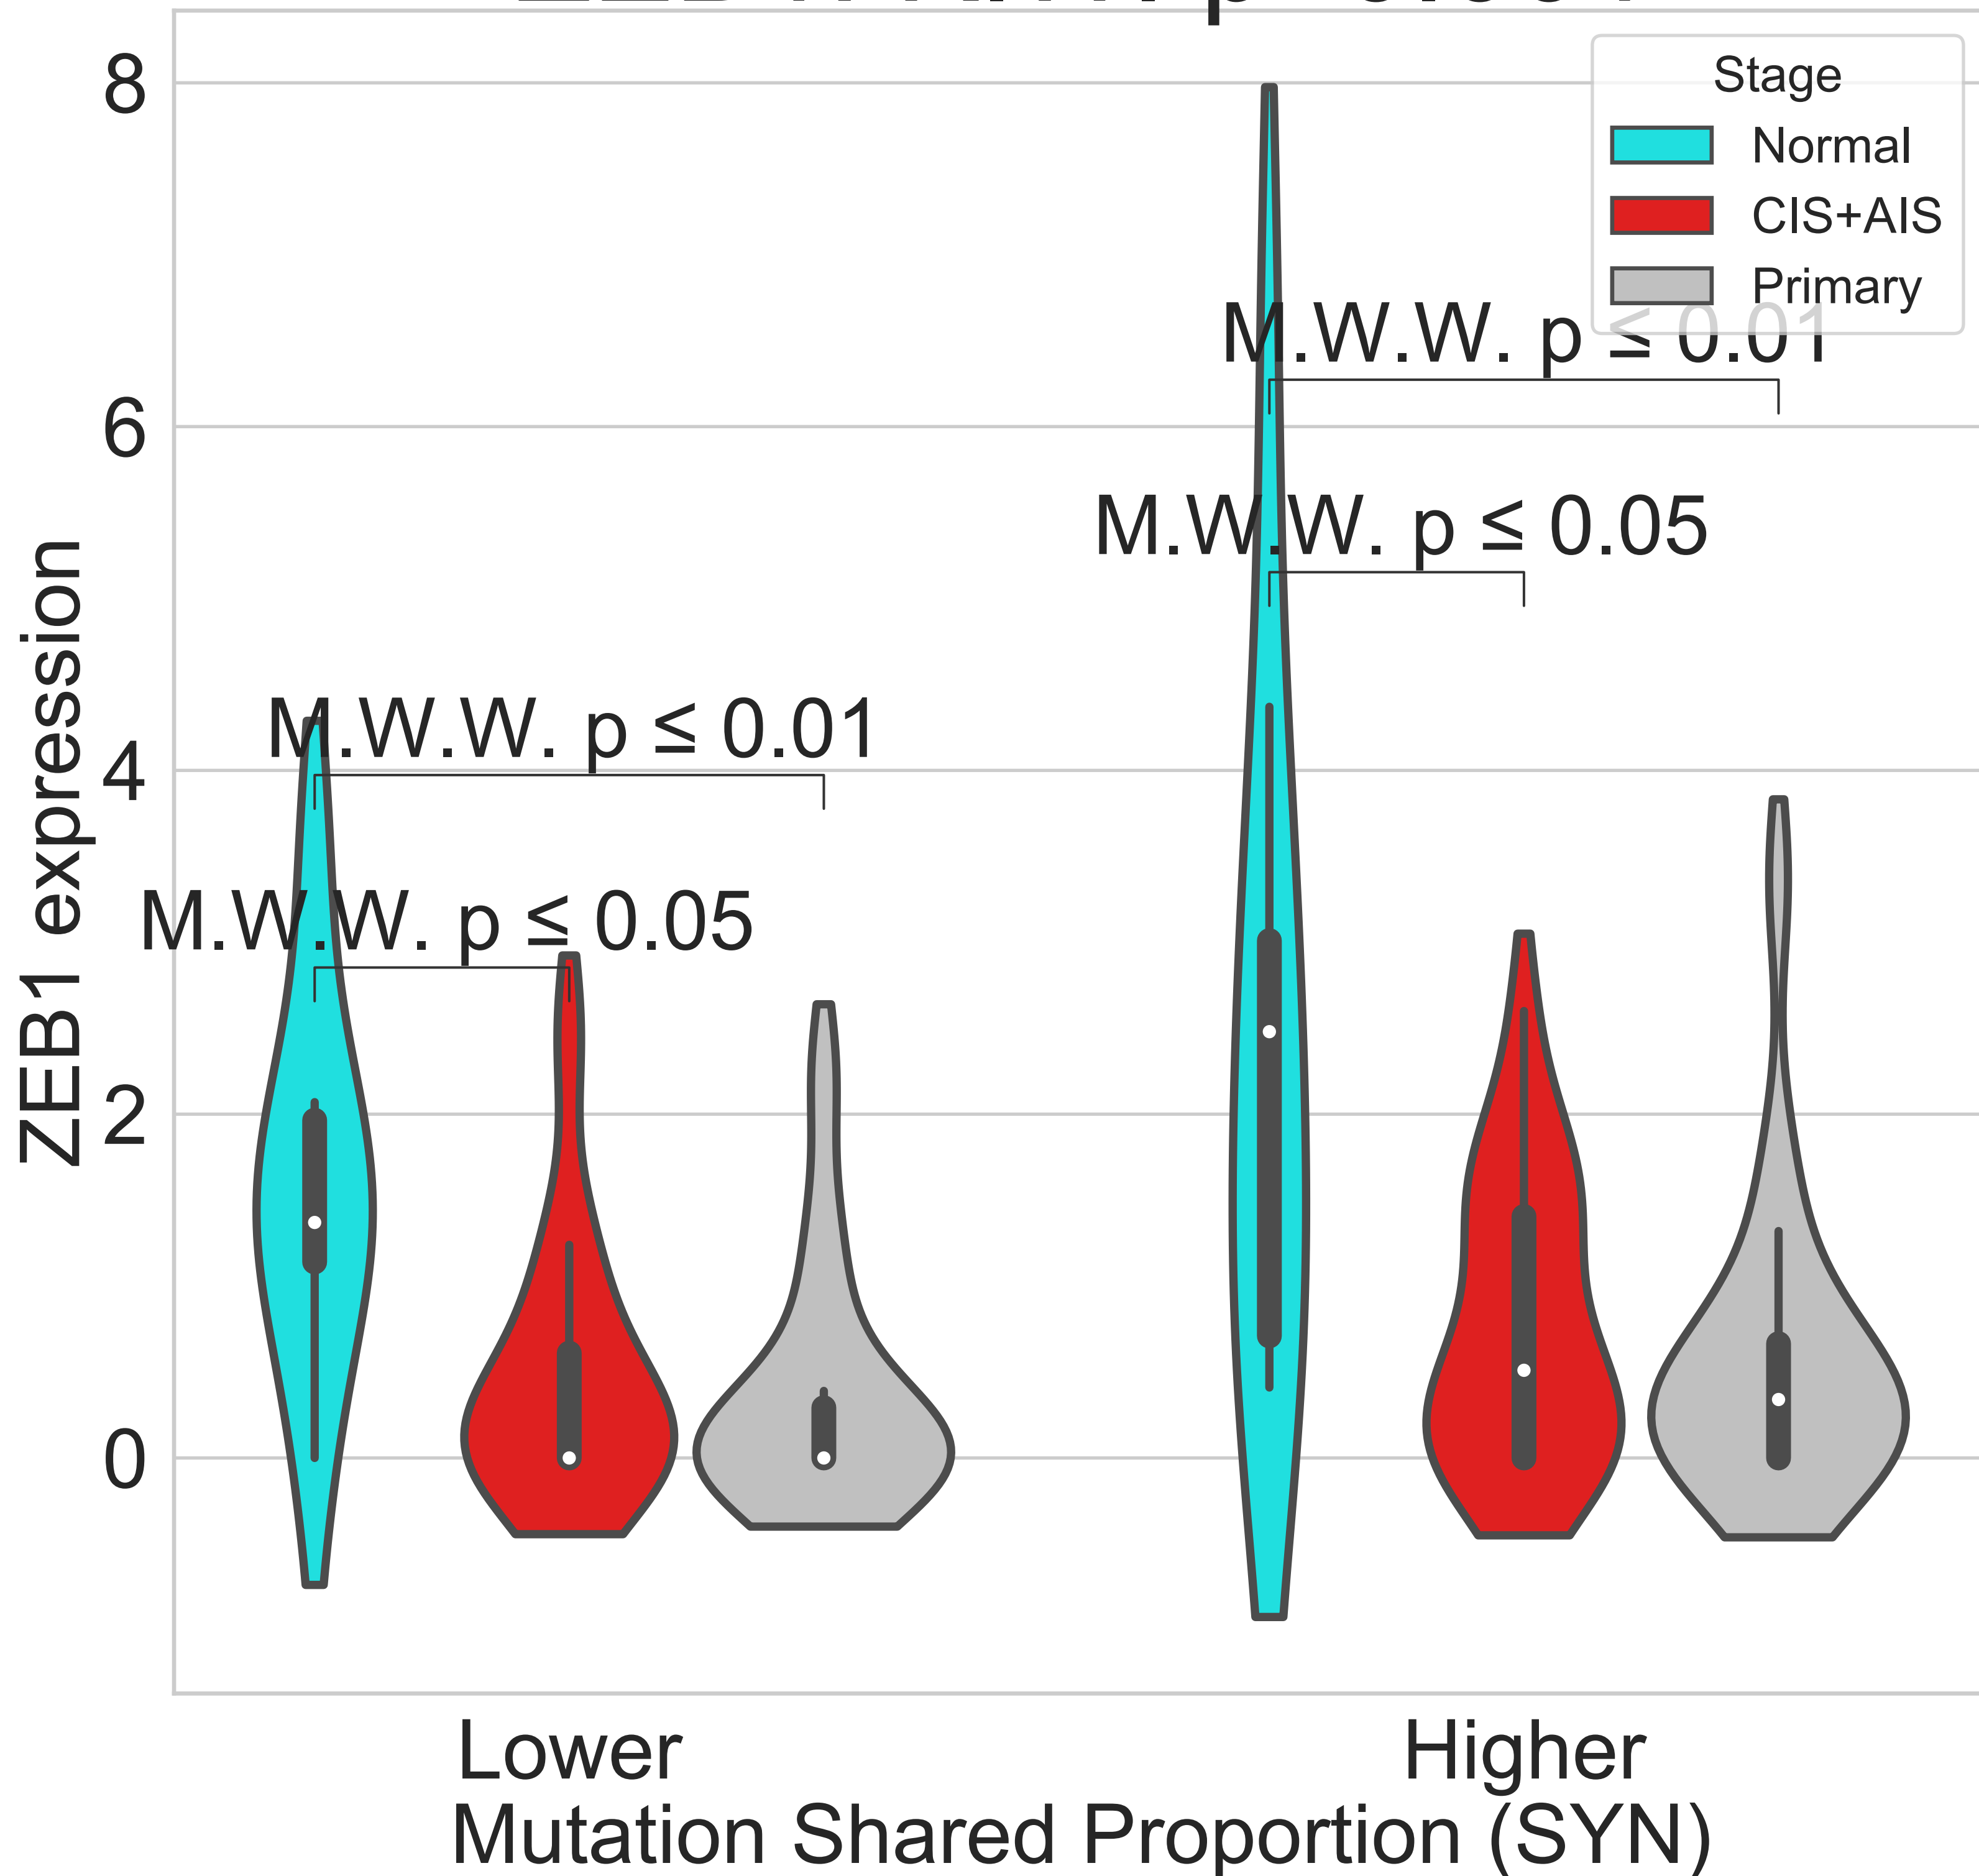 8
6
4
2
0
ZEB1 expression
Stage
Normal
CIS+AIS
Primary
M.W.W. p ≤ 0.01
M.W.W. p ≤ 0.05
M.W.W. p ≤ 0.01
M.W.W. p ≤ 0.05
Lower
Higher
Mutation Shared Proportion (SYN)